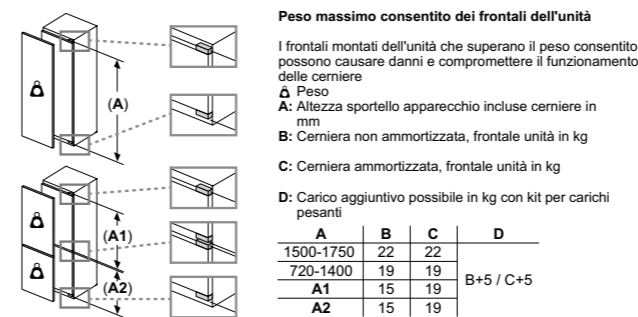 (A)
(A1)
(A2)
Peso massimo consentito dei frontali dell'unità
I frontali montati dell'unità che superano il peso consentito
possono causare danni e compromettere il funzionamento
delle cerniere
Peso
A: Altezza sportello apparecchio incluse cerniere in
mm
B: Cerniera non ammortizzata, frontale unità in kg
C: Cerniera ammortizzata, frontale unità in kg
D: Carico aggiuntivo possibile in kg con kit per carichi
pesanti
A B C D
1500-1750 22 22
720-1400 19 19
B+5 / C+5
A1 15 19
A2 15 19